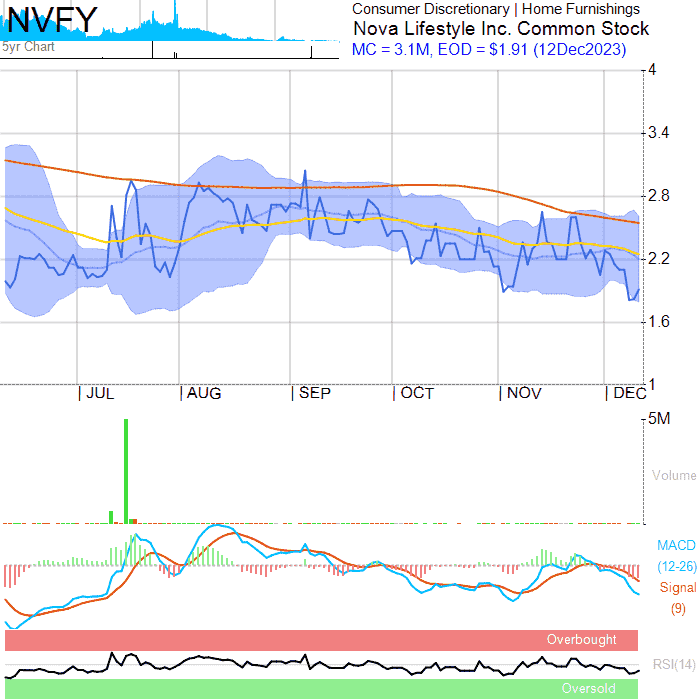 NVFY
5yr Chart
Consumer Discretionary | Home Furnishings
Nova Lifestyle Inc. Common Stock
MC = 3.1M, EOD = $1.91 (12Dec2023)
4
3.4
2.8
2.2
1.6
1
| JUL | AUG | SEP | OCT | NOV | DEC
5M
Volume
MACD
(12-26)
Signal
(9)
Overbought
RSI(14)
Oversold